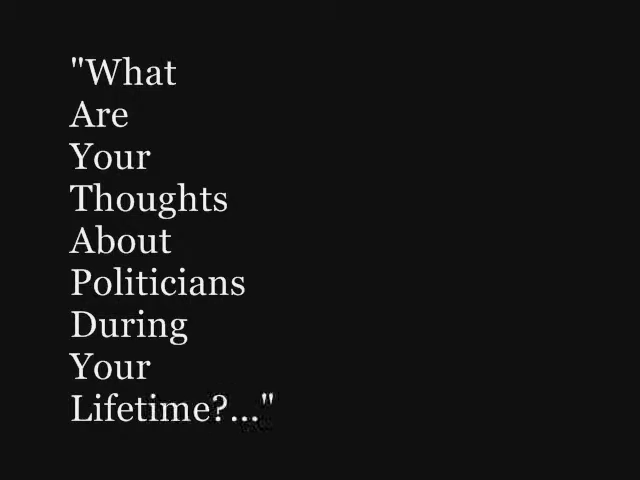 "What
Are
Your
Thoughts
About
Politicians
During
Your
Lifetime?..."